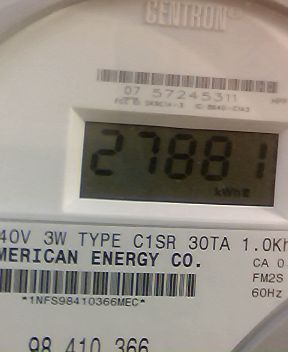 CENTRON®
07 57245311
27881
kWh
40V 3W TYPE C1SR 30TA 1.0Kh
MERICAN ENERGY CO.
CA 0
FM2S
60Hz
*1NFS98410366MEC*
98 410 366